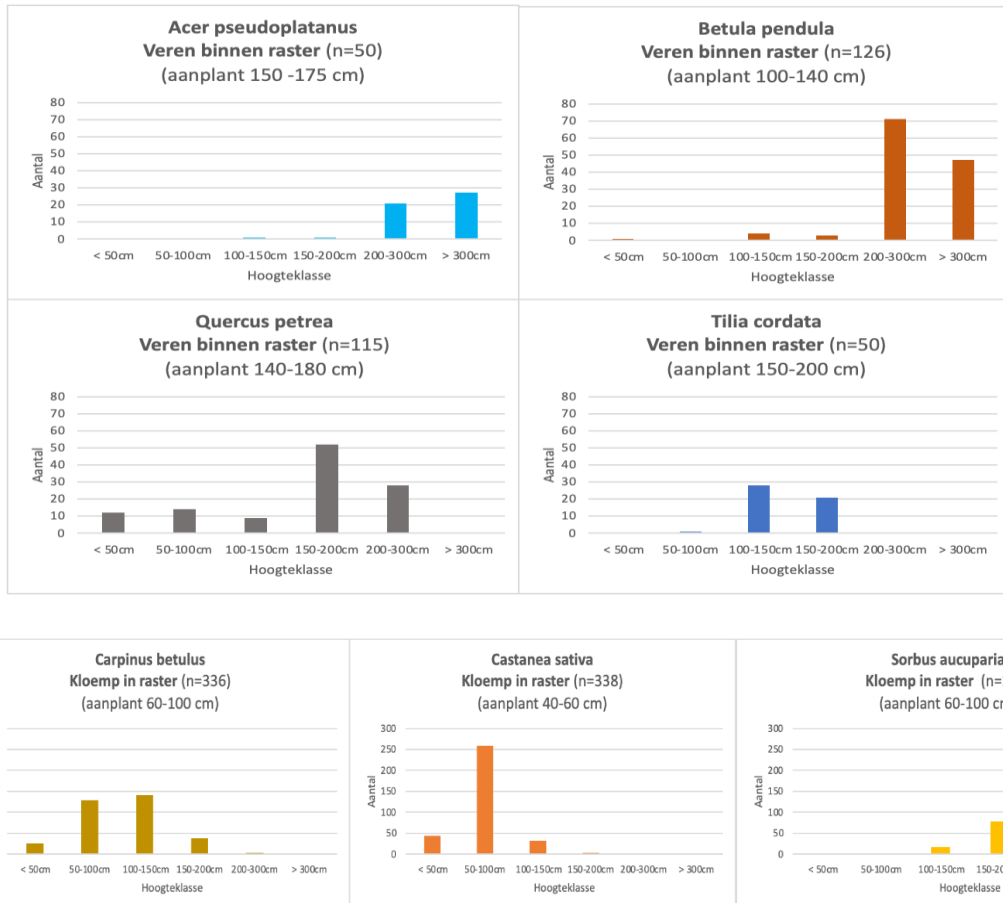 Acer pseudoplatanus
Veren binnen raster (n=50)
(aanplant 150 -175 cm)
80
70
60
50
40
30
20
10
0
Aantal
< 50cm 50-100cm 100-150cm 150-200cm 200-300cm > 300cm
Hoogteklasse
Betula pendula
Veren binnen raster (n=126)
(aanplant 100-140 cm)
80
70
60
50
40
30
20
10
0
Aantal
< 50cm 50-100cm 100-150cm 150-200cm 200-300cm > 300cm
Hoogteklasse
Quercus petrea
Veren binnen raster (n=115)
(aanplant 140-180 cm)
80
70
60
50
40
30
20
10
0
Aantal
< 50cm 50-100cm 100-150cm 150-200cm 200-300cm > 300cm
Hoogteklasse
Tilia cordata
Veren binnen raster (n=50)
(aanplant 150-200 cm)
80
70
60
50
40
30
20
10
0
Aantal
< 50cm 50-100cm 100-150cm 150-200cm 200-300cm > 300cm
Hoogteklasse
Carpinus betulus
Kloemp in raster (n=336)
(aanplant 60-100 cm)
< 50cm 50-100cm 100-150cm 150-200cm 200-300cm > 300cm
Hoogteklasse
Castanea sativa
Kloemp in raster (n=338)
(aanplant 40-60 cm)
300
250
200
150
100
50
0
Aantal
< 50cm 50-100cm 100-150cm 150-200cm 200-300cm > 300cm
Hoogteklasse
Sorbus aucuparia
Kloemp in raster (n=
(aanplant 60-100 c
300
250
200
150
100
50
0
Aantal
< 50cm 50-100cm 100-150cm 150-20
Hoogteklasse